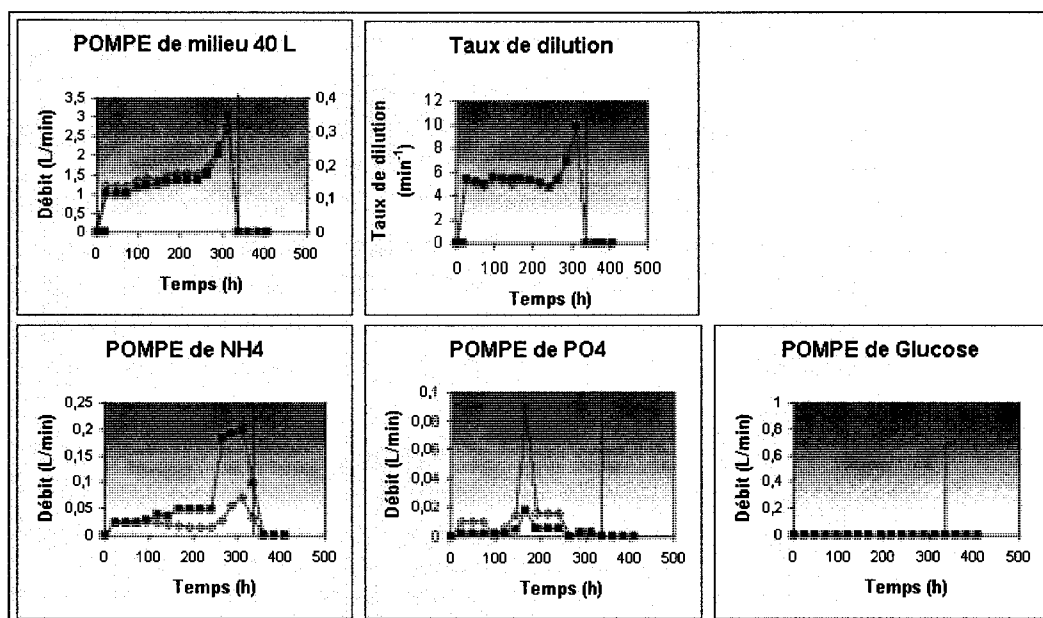 POMPE de milieu 40 L
3,5
3
2,5
2
1,5
1
0,5
0
0,4
0,3
0,2
0,1
0
Débit (L/min)
0 100 200 300 400 500
Temps (h)
Taux de dilution
12
10
8
6
4
2
0
Taux de dilution
(min-1)
0 100 200 300 400 500
Temps (h)
POMPE de NH4
0,25
0,2
0,15
0,1
0,05
0
Débit (L/min)
0 100 200 300 400 500
Temps (h)
POMPE de PO4
0,1
0,08
0,06
0,04
0,02
0
Débit (L/min)
0 100 200 300 400 500
Temps (h)
POMPE de Glucose
1
0,8
0,6
0,4
0,2
0
Débit (L/min)
0 100 200 300 400 500
Temps (h)